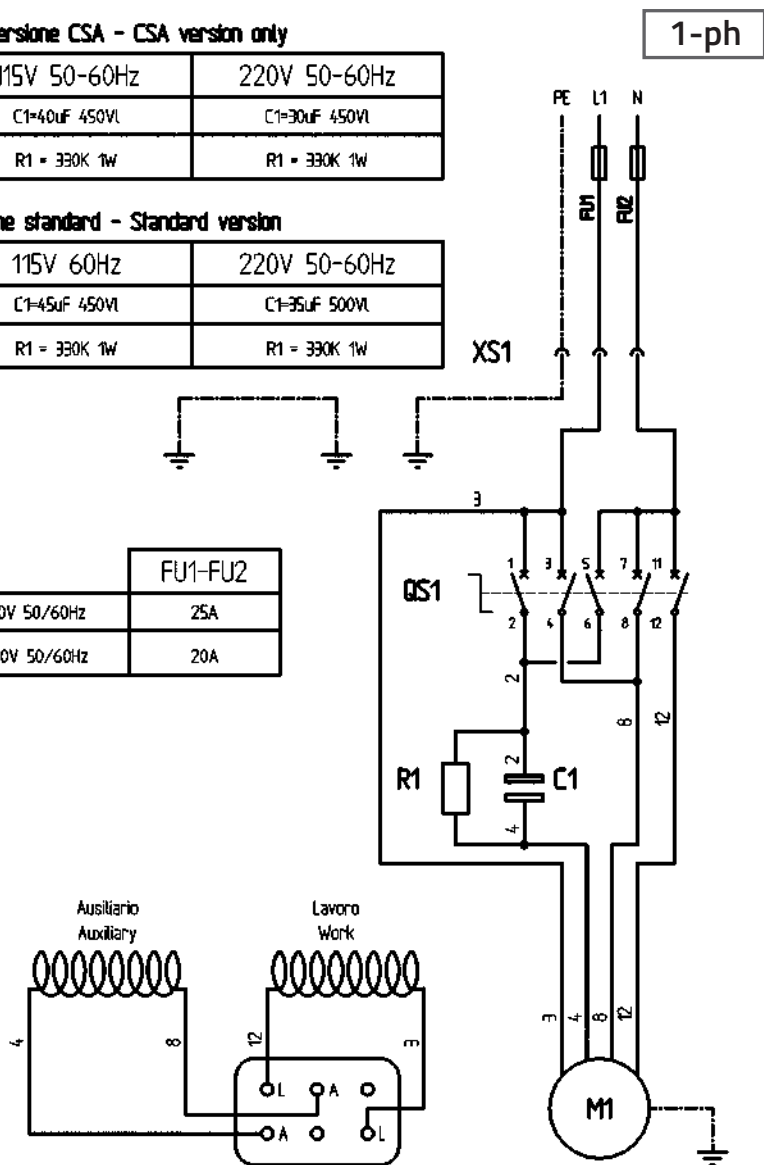 ersione CSA - CSA version only
1-ph
115V 50-60Hz 220V 50-60Hz
C1=40uF 450VL C1=30uF 450VL
R1 = 330K 1W R1 = 330K 1W
ne standard - Standard version
115V 60Hz 220V 50-60Hz
C1=45uF 450VL C1=35uF 500VL
R1 = 330K 1W R1 = 330K 1W
PE L1 N
FU1 FU2
XS1
3
FU1-FU2
0V 50/60Hz 25A
0V 50/60Hz 20A
QS1
1 3 5 7 11
2 4 6 8 12
2 8 12
R1 2 C1
4
Ausiliario
Auxiliary
Lavoro
Work
4 8 12 3
L A
A L
3 4 8 12
M1